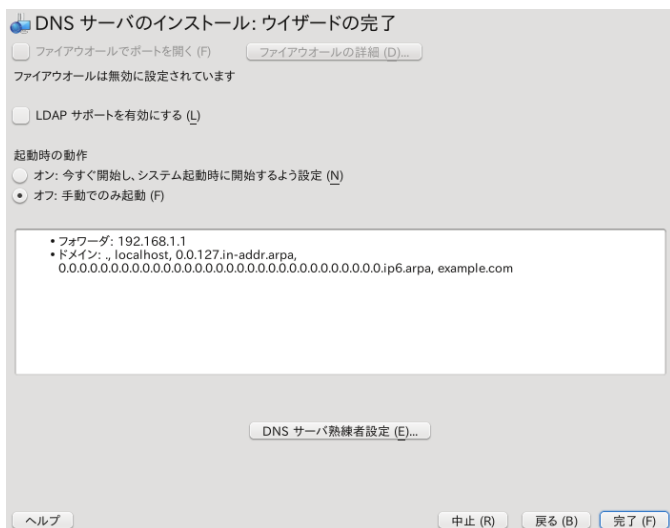 DNS サーバのインストール: ウイザードの完了
ファイアウオールでポートを開く (F) ファイアウオールの詳細 (D)...
ファイアウオールは無効に設定されています
LDAP サポートを有効にする (L)
起動時の動作
オン: 今すぐ開始し、システム起動時に開始するよう設定 (N)
オフ: 手動でのみ起動 (F)
• フォワーダ: 192.168.1.1
• ドメイン: ., localhost, 0.0.127.in-addr.arpa,
0.0.0.0.0.0.0.0.0.0.0.0.0.0.0.0.0.0.0.0.0.0.0.0.0.0.0.0.0.0.0.ip6.arpa, example.com
DNS サーバ熟練者設定 (E)...
ヘルプ 中止 (R) 戻る (B) 完了 (F)